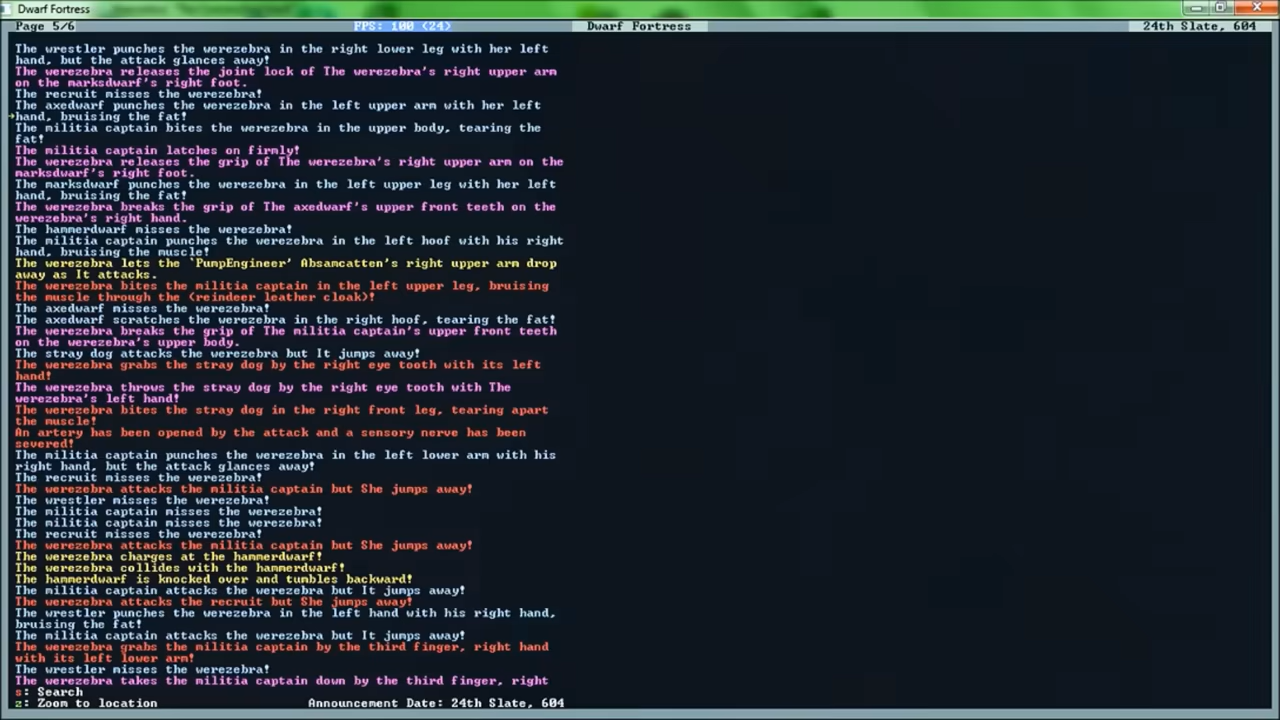 Dwarf Fortress
Page 5/6 FPS: 100 (24) Dwarf Fortress 24th Slate, 604
The wrestler punches the werezebra in the right lower leg with her left
hand, but the attack glances away!
The werezebra releases the joint lock of The werezebra's right upper arm
on the marksdwarf's right foot.
The recruit misses the werezebra!
The axedwarf punches the werezebra in the left upper arm with her left
hand, bruising the fat!
The militia captain bites the werezebra in the upper body, tearing the
fat!
The militia captain latches on firmly!
The werezebra releases the grip of The werezebra's right upper arm on the
marksdwarf's right foot.
The marksdwarf punches the werezebra in the left upper leg with her left
hand, bruising the fat!
The werezebra breaks the grip of The axedwarf's upper front teeth on the
werezebra's right hand.
The hammerdwarf misses the werezebra!
The militia captain punches the werezebra in the left hoof with his right
hand, bruising the muscle!
The werezebra lets the `PumpEngineer' Absamcatten's right upper arm drop
away as It attacks.
The werezebra bites the militia captain in the left upper leg, bruising
the muscle through the (reindeer leather cloak)!
The axedwarf misses the werezebra!
The axedwarf scratches the werezebra in the right hoof, tearing the fat!
The werezebra breaks the grip of The militia captain's upper front teeth
on the werezebra's upper body.
The stray dog attacks the werezebra but It jumps away!
The werezebra grabs the stray dog by the right eye tooth with its left
hand!
The werezebra throws the stray dog by the right eye tooth with The
werezebra's left hand!
The werezebra bites the stray dog in the right front leg, tearing apart
the muscle!
An artery has been opened by the attack and a sensory nerve has been
severed!
The militia captain punches the werezebra in the left lower arm with his
right hand, but the attack glances away!
The recruit misses the werezebra!
The werezebra attacks the militia captain but She jumps away!
The wrestler misses the werezebra!
The militia captain misses the werezebra!
The militia captain misses the werezebra!
The recruit misses the werezebra!
The werezebra attacks the militia captain but She jumps away!
The werezebra charges at the hammerdwarf!
The werezebra collides with the hammerdwarf!
The hammerdwarf is knocked over and tumbles backward!
The militia captain attacks the werezebra but It jumps away!
The werezebra attacks the recruit but She jumps away!
The wrestler punches the werezebra in the left hand with his right hand,
bruising the fat!
The militia captain attacks the werezebra but It jumps away!
The werezebra grabs the militia captain by the third finger, right hand
with its left lower arm!
The wrestler misses the werezebra!
The werezebra takes the militia captain down by the third finger, right
s: Search
z: Zoom to location Announcement Date: 24th Slate, 604